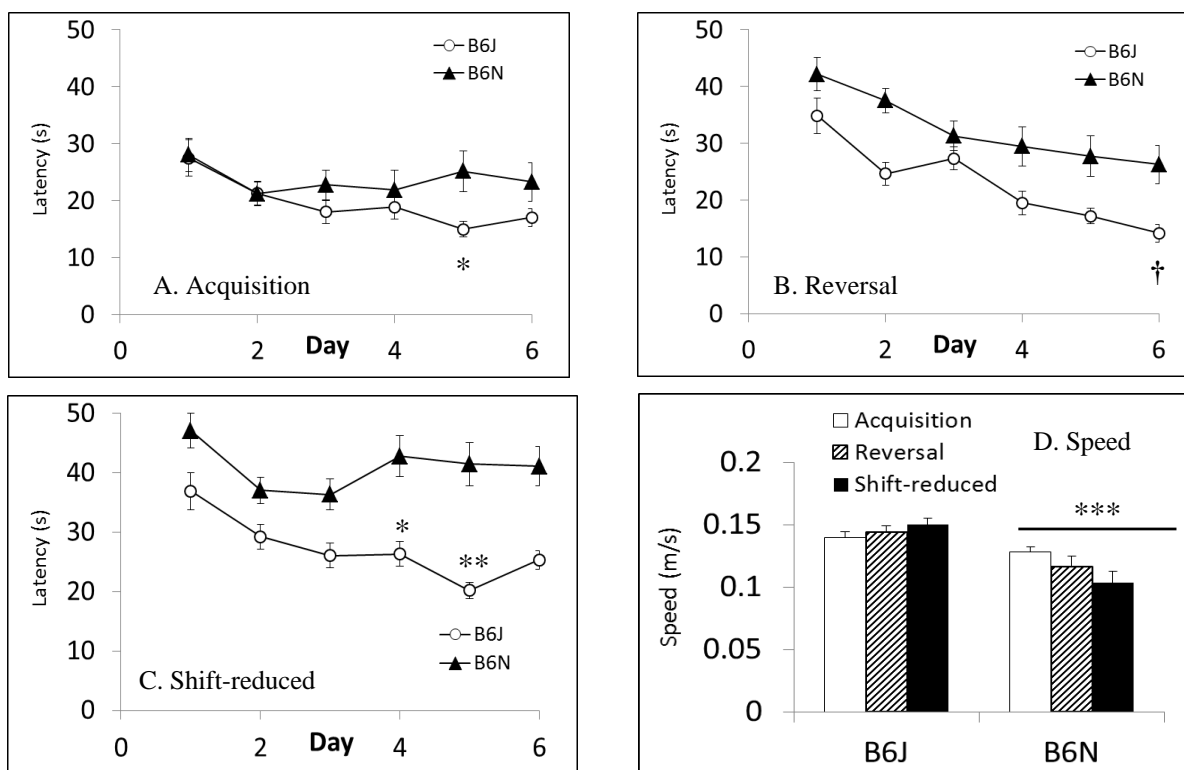 50
40
30
20
10
0
Latency (s)
B6J
B6N
*
A. Acquisition
0 2 Day 4 6
50
40
30
20
10
0
Latency (s)
B6J
B6N
†
B. Reversal
0 2 Day 4 6
50
40
30
20
10
0
Latency (s)
*
**
B6J
B6N
C. Shift-reduced
0 2 Day 4 6
Acquisition
Reversal
Shift-reduced
D. Speed
0.2
0.15
0.1
0.05
0
Speed (m/s)
***
B6J B6N